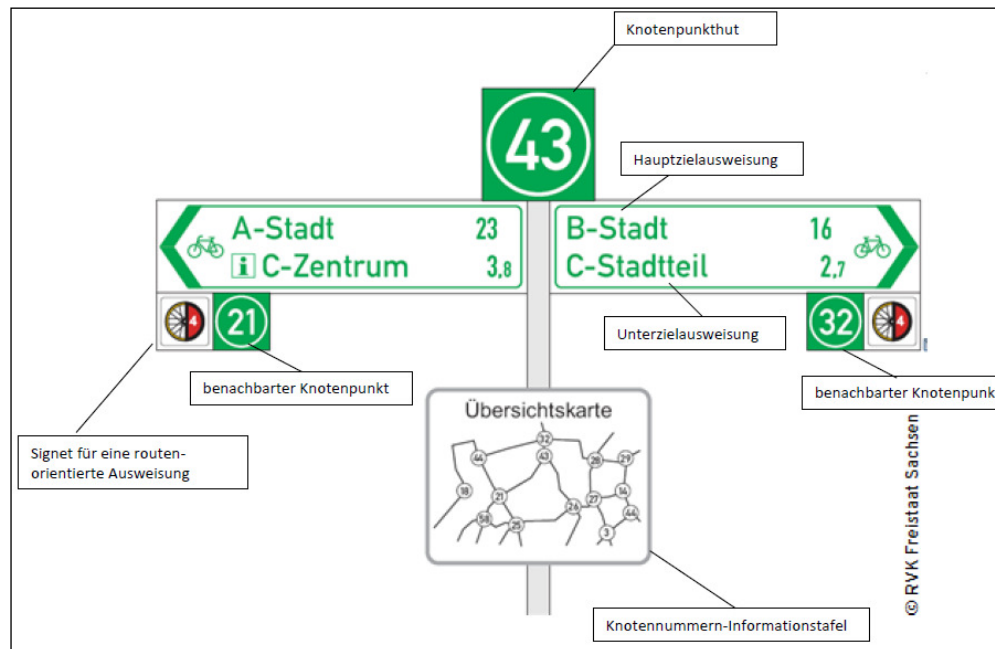 Knotenpunkthut
43
Hauptzielausweisung
A-Stadt 23
C-Zentrum 3,8
B-Stadt 16
C-Stadtteil 2,7
4 21
32 4
Unterzielausweisung
benachbarter Knotenpunkt
benachbarter Knotenpunk
Signet für eine routen-
orientierte Ausweisung
Übersichtskarte
32
44
43
28
29
18
21
14
27
26
58
25
44
3
Knotennummern-Informationstafel
© RVK Freistaat Sachsen